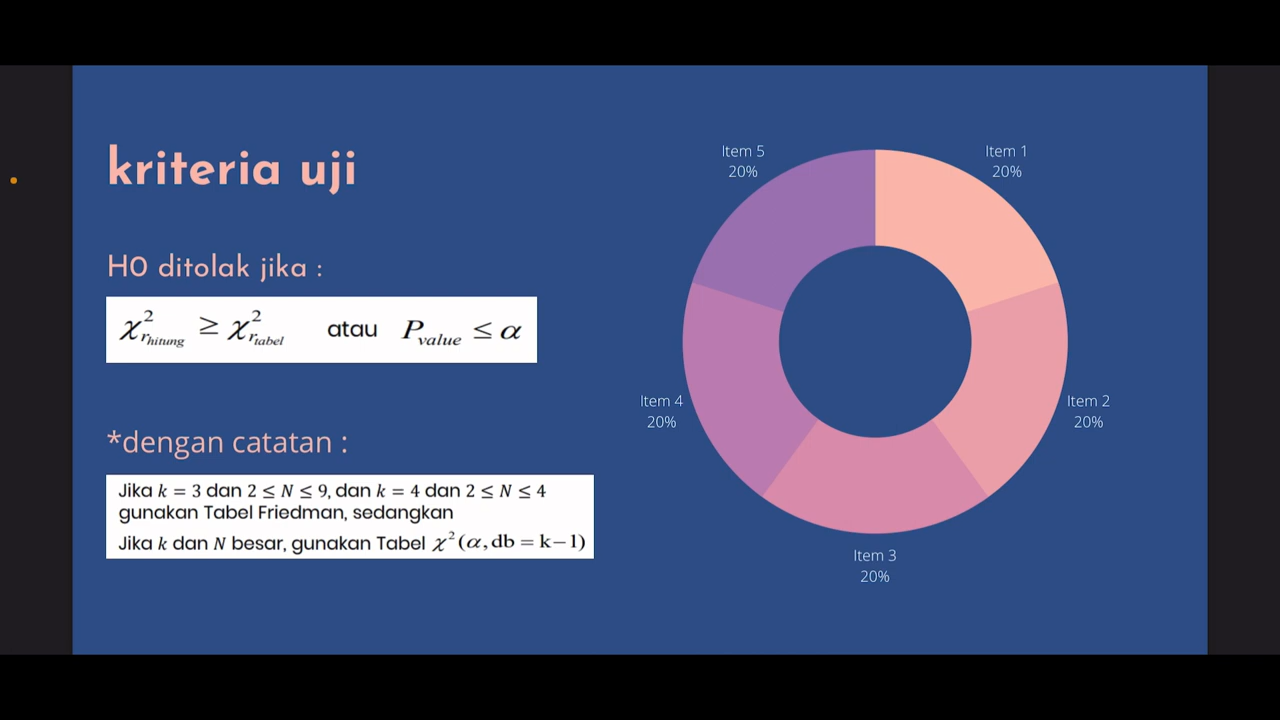 kriteria uji
H0 ditolak jika :
χ²r_hitung ≥ χ²r_tabel atau P_value ≤ α
*dengan catatan :
Jika k = 3 dan 2 ≤ N ≤ 9, dan k = 4 dan 2 ≤ N ≤ 4
gunakan Tabel Friedman, sedangkan
Jika k dan N besar, gunakan Tabel χ²(α, db = k−1)
Item 5
20%
Item 1
20%
Item 4
20%
Item 2
20%
Item 3
20%